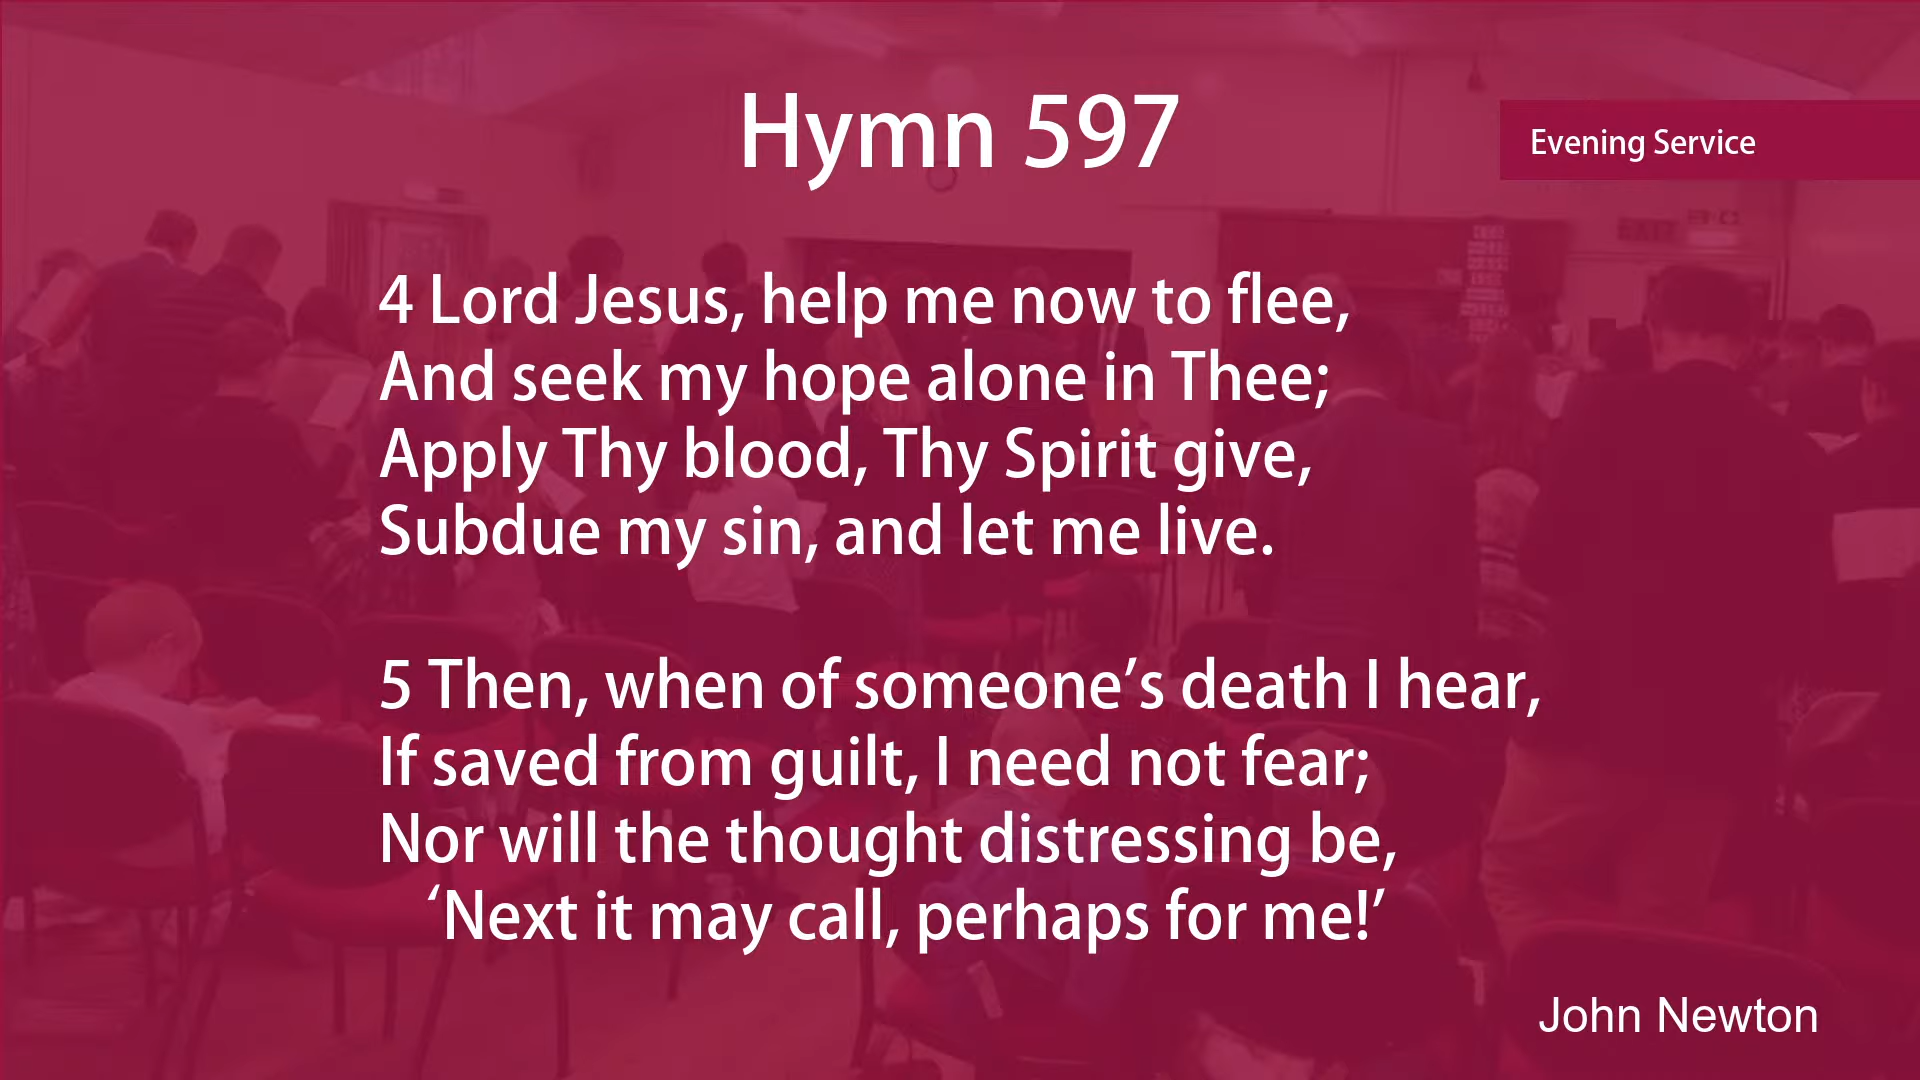 Hymn 597
Evening Service
4 Lord Jesus, help me now to flee,
And seek my hope alone in Thee;
Apply Thy blood, Thy Spirit give,
Subdue my sin, and let me live.
5 Then, when of someone’s death I hear,
If saved from guilt, I need not fear;
Nor will the thought distressing be,
‘Next it may call, perhaps for me!’
John Newton